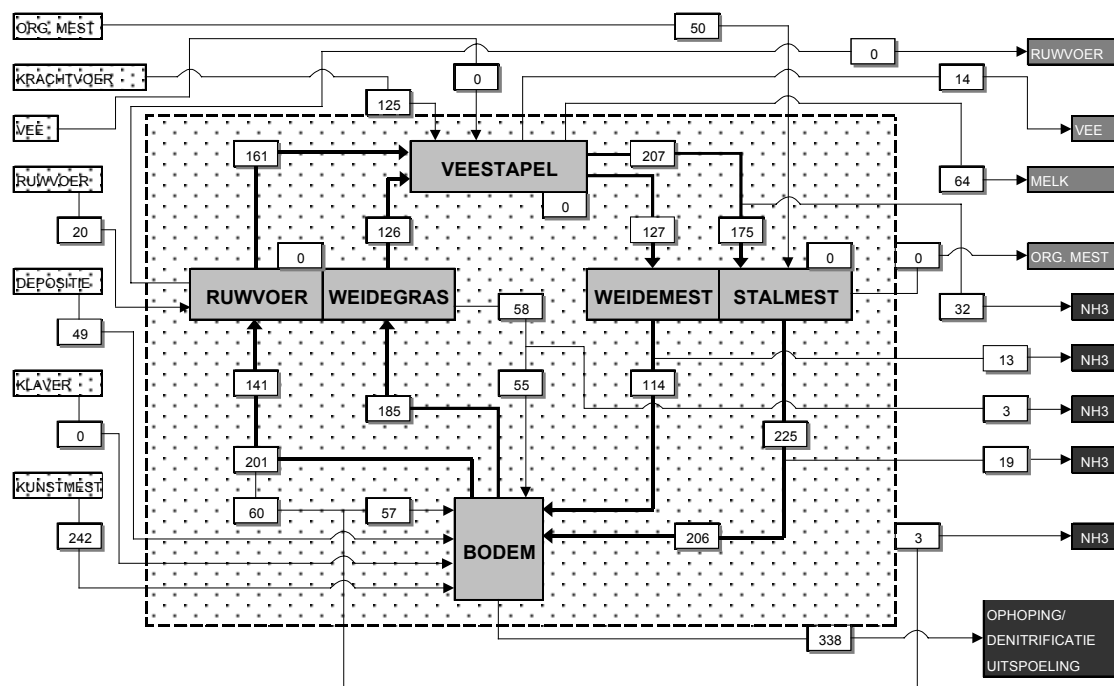 ORG. MEST
50
0
RUWVOER
KRACHTVOER
0
14
125
VEE
VEE
161
207
VEESTAPEL
RUWVOER
64
MELK
0
20
126
127
175
0
0
0
ORG. MEST
DEPOSITIE
RUWVOER
WEIDEGRAS
WEIDEMEST
STALMEST
58
32
NH3
49
13
NH3
KLAVER
141
55
114
185
3
NH3
0
225
201
19
NH3
KUNSTMEST
60
57
242
206
3
NH3
BODEM
OPHOPING/
DENITRIFICATIE
UITSPOELING
338